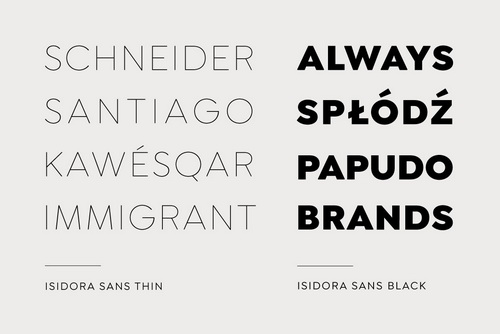 SCHNEIDER
SANTIAGO
KAWÉSQAR
IMMIGRANT
ISIDORA SANS THIN
ALWAYS
SPŁÓDŹ
PAPUDO
BRANDS
ISIDORA SANS BLACK